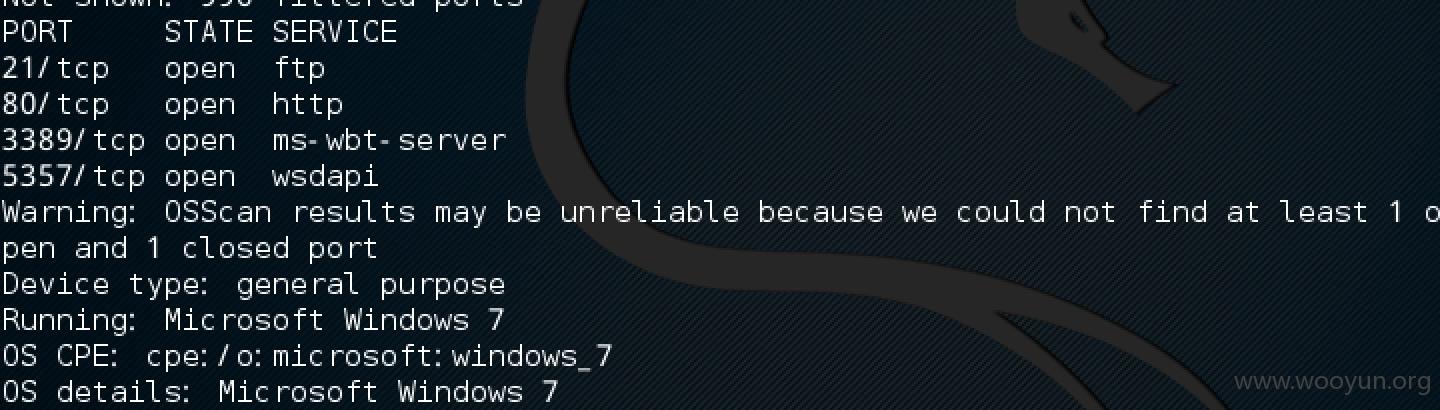 Not shown: 996 filtered ports
PORT     STATE SERVICE
21/tcp   open  ftp
80/tcp   open  http
3389/tcp open  ms-wbt-server
5357/tcp open  wsdapi
Warning: OSScan results may be unreliable because we could not find at least 1 o
pen and 1 closed port
Device type: general purpose
Running: Microsoft Windows 7
OS CPE: cpe:/o:microsoft:windows_7
OS details: Microsoft Windows 7
www.wooyun.org